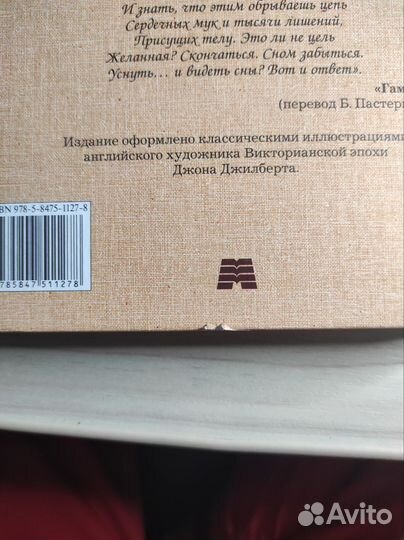 И знать, что этим обрываешь цепь
Сердечных мук и тысячи лишений,
Присущих телу. Это ли не цель
Желанная? Скончаться. Сном забыться.
Уснуть... и видеть сны? Вот и ответ».
«Гам
(перевод Б. Пастер
Издание оформлено классическими иллюстрациями
английского художника Викторианской эпохи
Джона Джилберта.
BN 978-5-8475-1127-8
785847 511278
Avito